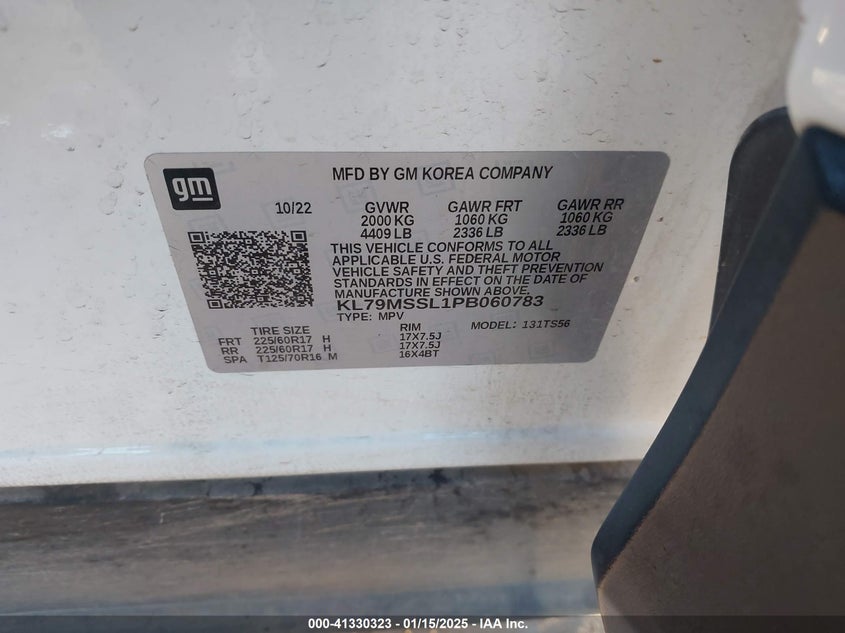 gm
MFD BY GM KOREA COMPANY
10/22 GVWR GAWR FRT GAWR RR
2000 KG 1060 KG 1060 KG
4409 LB 2336 LB 2336 LB
THIS VEHICLE CONFORMS TO ALL
APPLICABLE U.S. FEDERAL MOTOR
VEHICLE SAFETY AND THEFT PREVENTION
STANDARDS IN EFFECT ON THE DATE OF
MANUFACTURE SHOWN ABOVE.
KL79MSSL1PB060783
TYPE: MPV MODEL: 131TS56
TIRE SIZE RIM
FRT 225/60R17 H 17X7.5J
RR 225/60R17 H 17X7.5J
SPA T125/70R16 M 16X4BT
000-41330323 - 01/15/2025 - IAA Inc.